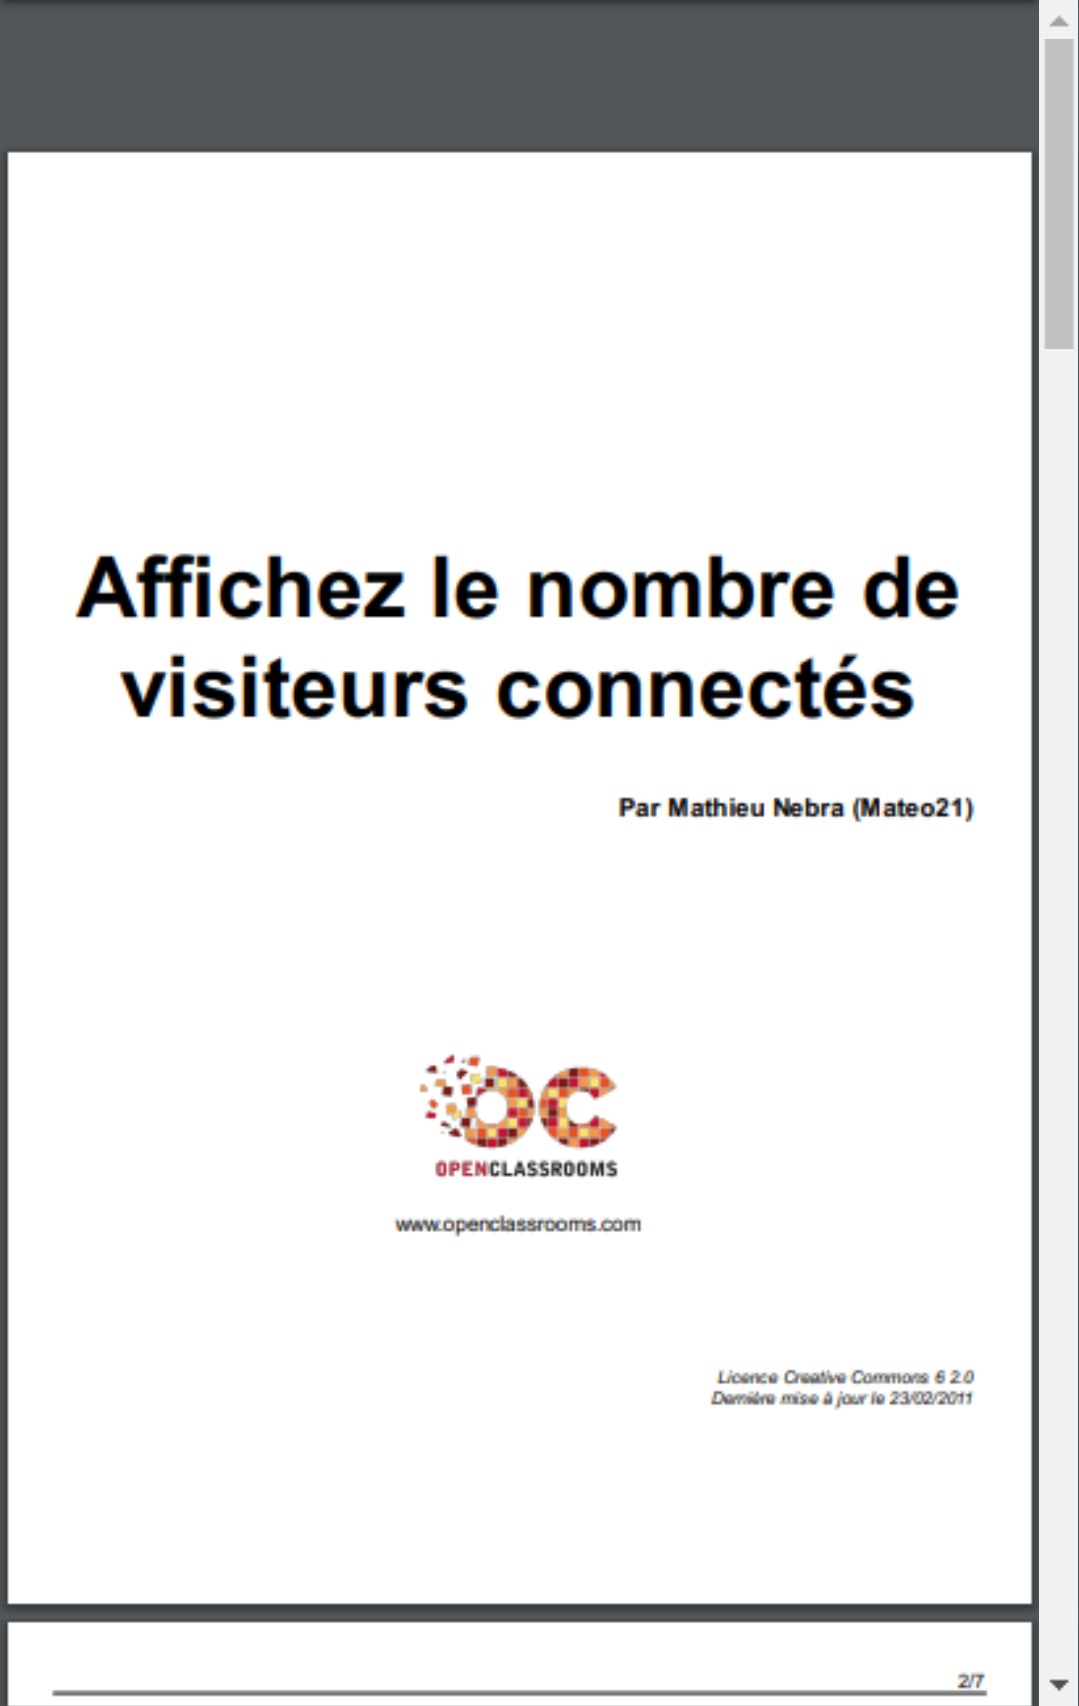 Affichez le nombre de
visiteurs connectés
Par Mathieu Nebra (Mateo21)
OC
OPENCLASSROOMS
www.openclassrooms.com
Licence Creative Commons 6 2.0
Dernière mise à jour le 23/02/2011
2/7